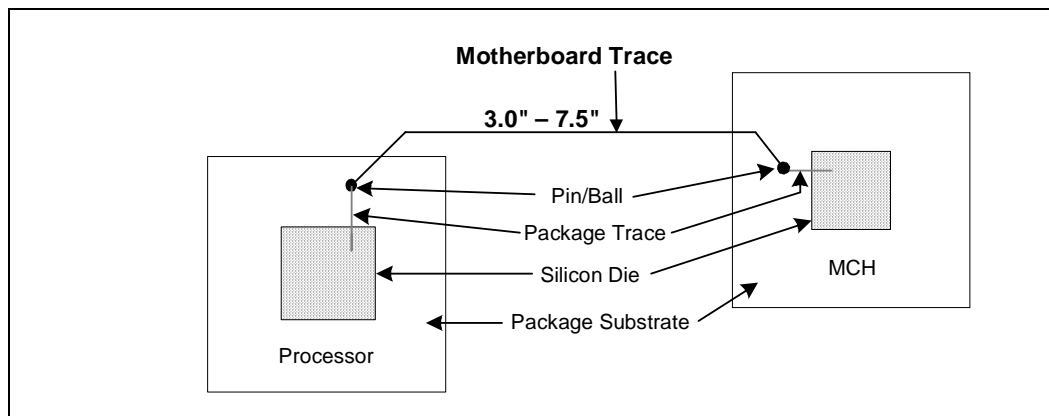 Motherboard Trace
3.0" – 7.5"
Pin/Ball
Package Trace
Silicon Die
MCH
Package Substrate
Processor